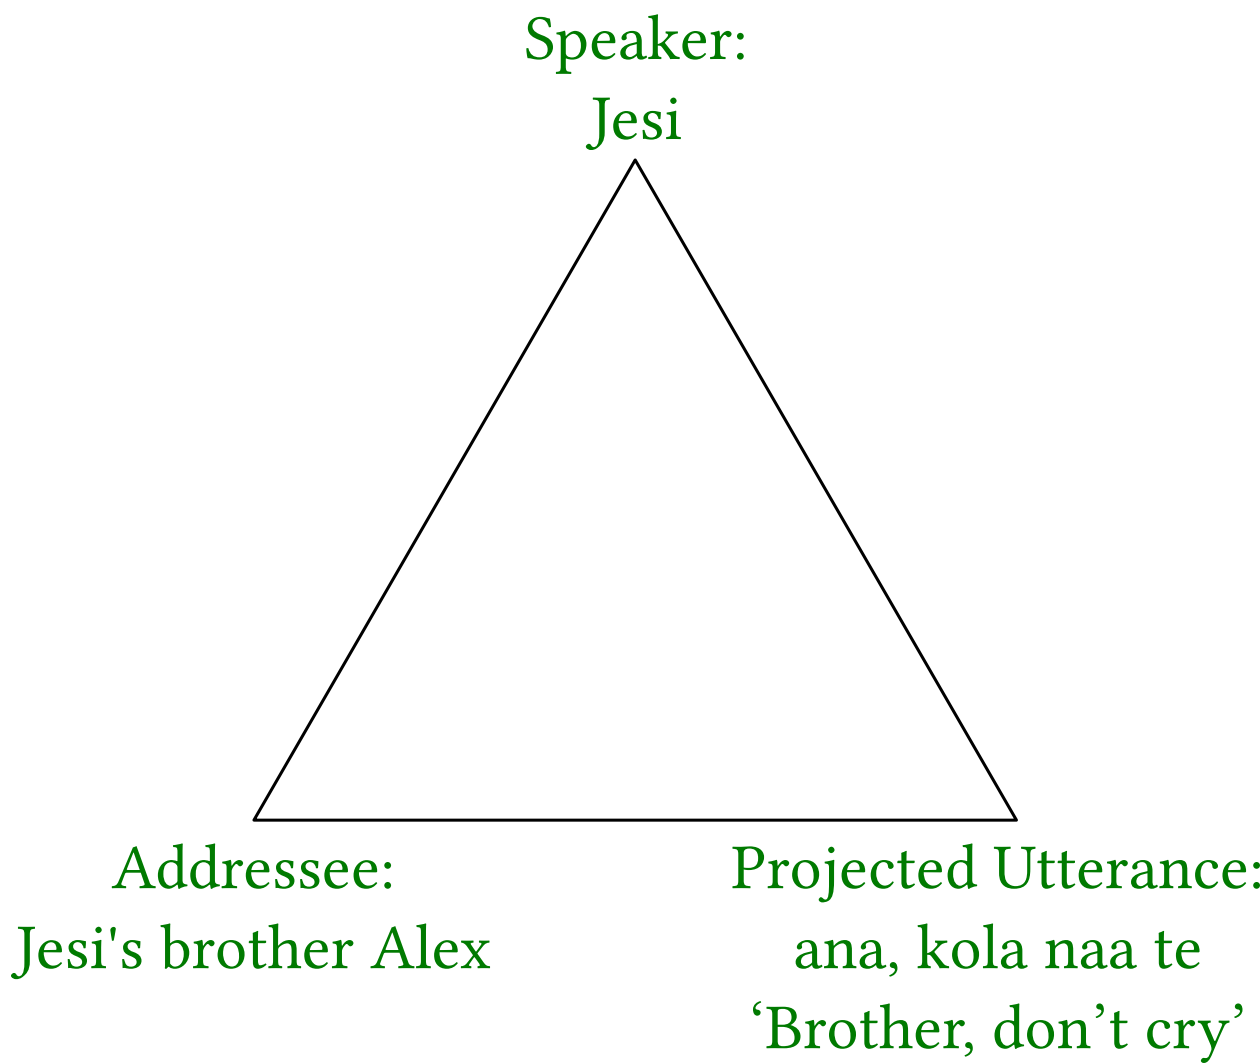 Speaker:
Jesi
Addressee:
Jesi's brother Alex
Projected Utterance:
ana, kola naa te
‘Brother, don’t cry’